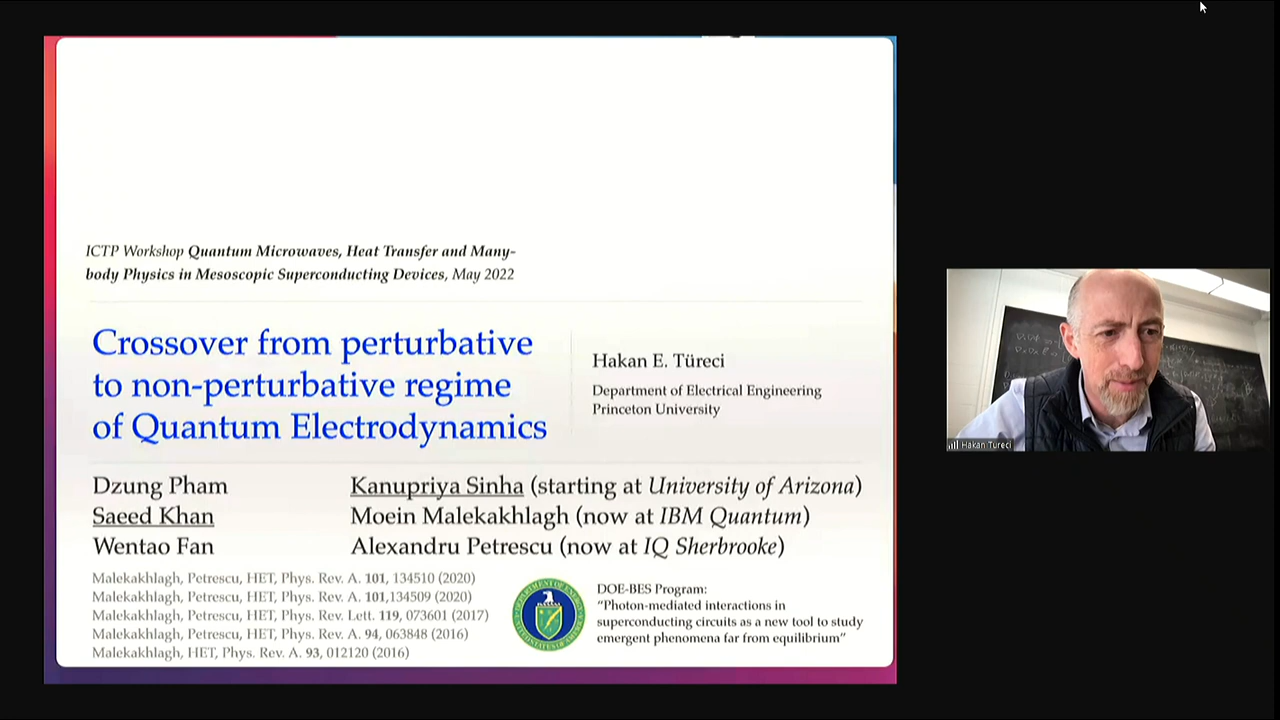 ICTP Workshop Quantum Microwaves, Heat Transfer and Many-
body Physics in Mesoscopic Superconducting Devices, May 2022
Crossover from perturbative
to non-perturbative regime
of Quantum Electrodynamics
Hakan E. Türeci
Department of Electrical Engineering
Princeton University
Dzung Pham
Saeed Khan
Wentao Fan
Kanupriya Sinha (starting at University of Arizona)
Moein Malekakhlagh (now at IBM Quantum)
Alexandru Petrescu (now at IQ Sherbrooke)
Malekakhlagh, Petrescu, HET, Phys. Rev. A. 101, 134510 (2020)
Malekakhlagh, Petrescu, HET, Phys. Rev. A. 101,134509 (2020)
Malekakhlagh, Petrescu, HET, Phys. Rev. Lett. 119, 073601 (2017)
Malekakhlagh, Petrescu, HET, Phys. Rev. A. 94, 063848 (2016)
Malekakhlagh, HET, Phys. Rev. A. 93, 012120 (2016)
DOE-BES Program:
"Photon-mediated interactions in
superconducting circuits as a new tool to study
emergent phenomena far from equilibrium"
Hakan Tureci